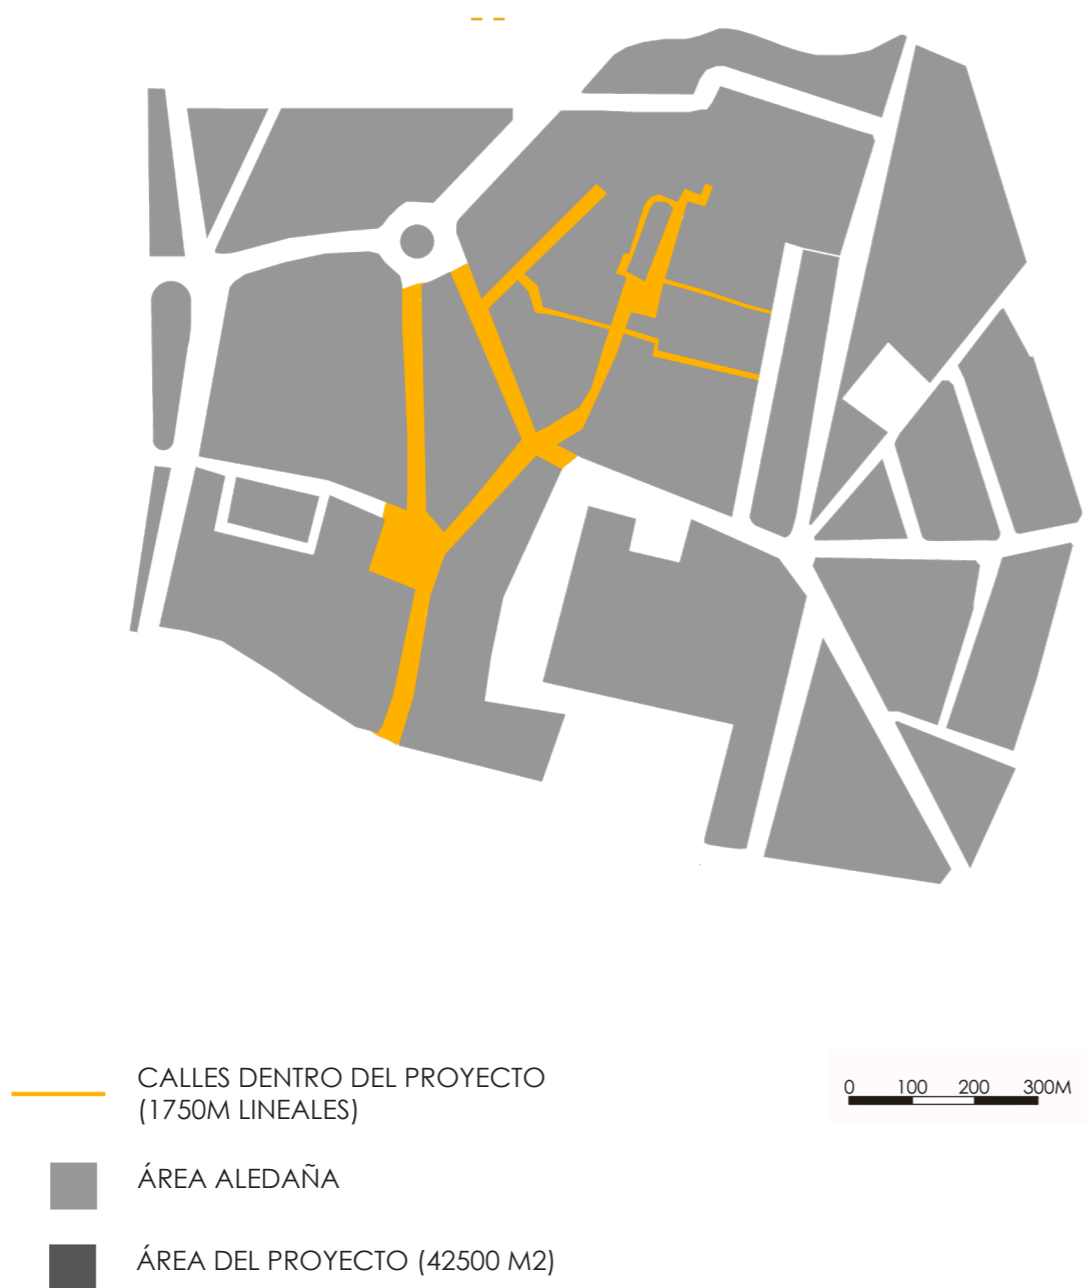 CALLES DENTRO DEL PROYECTO
(1750M LINEALES)
0 100 200 300M
ÁREA ALEDAÑA
ÁREA DEL PROYECTO (42500 M2)